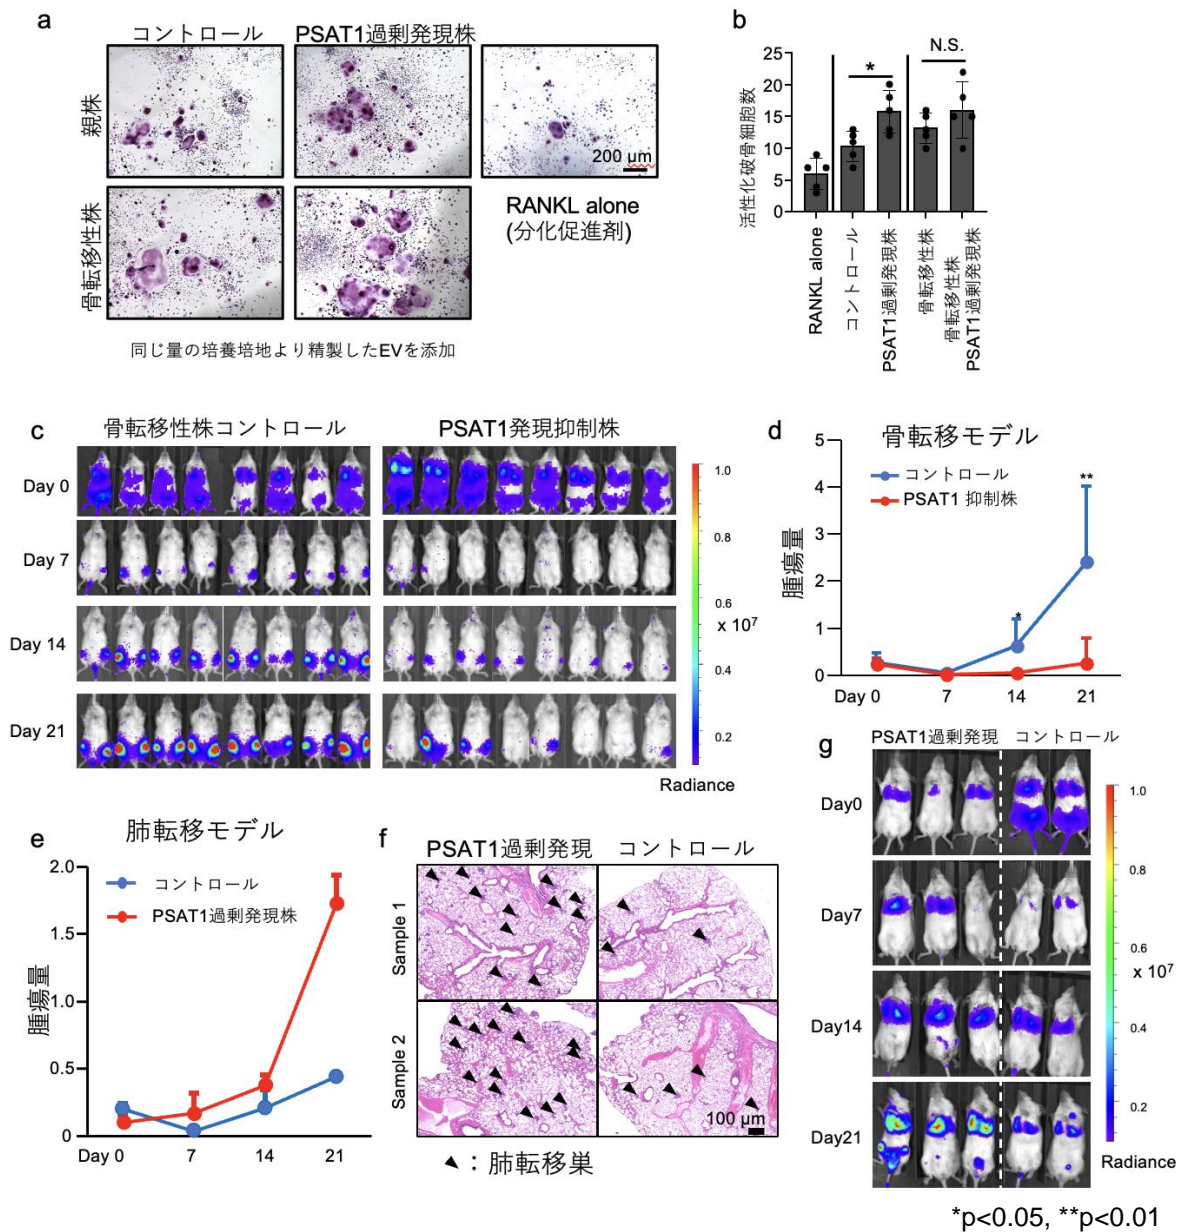 a
コントロール
PSAT1過剰発現株
親株
骨転移性株
200 µm
RANKL alone
(分化促進剤)
同じ量の培養培地より精製したEVを添加
b
N.S.
*
活性化破骨細胞数
25
20
15
10
5
0
RANKL alone
コントロール
PSAT1過剰発現株
骨転移性株
骨転移性株
PSAT1過剰発現株
c
骨転移性株コントロール
PSAT1発現抑制株
Day 0
Day 7
Day 14
Day 21
1.0
0.8
0.6
x 10⁷
0.4
0.2
Radiance
d
骨転移モデル
コントロール
PSAT1 抑制株
腫瘍量
5
4
3
2
1
0
*
**
Day 0
7
14
21
e
肺転移モデル
コントロール
PSAT1過剰発現株
腫瘍量
2.0
1.5
1.0
0.5
0
Day 0
7
14
21
f
PSAT1過剰発現
コントロール
Sample 1
Sample 2
100 µm
：肺転移巣
g
PSAT1過剰発現
コントロール
Day0
Day7
Day14
Day21
1.0
0.8
0.6
x 10⁷
0.4
0.2
Radiance
*p<0.05, **p<0.01